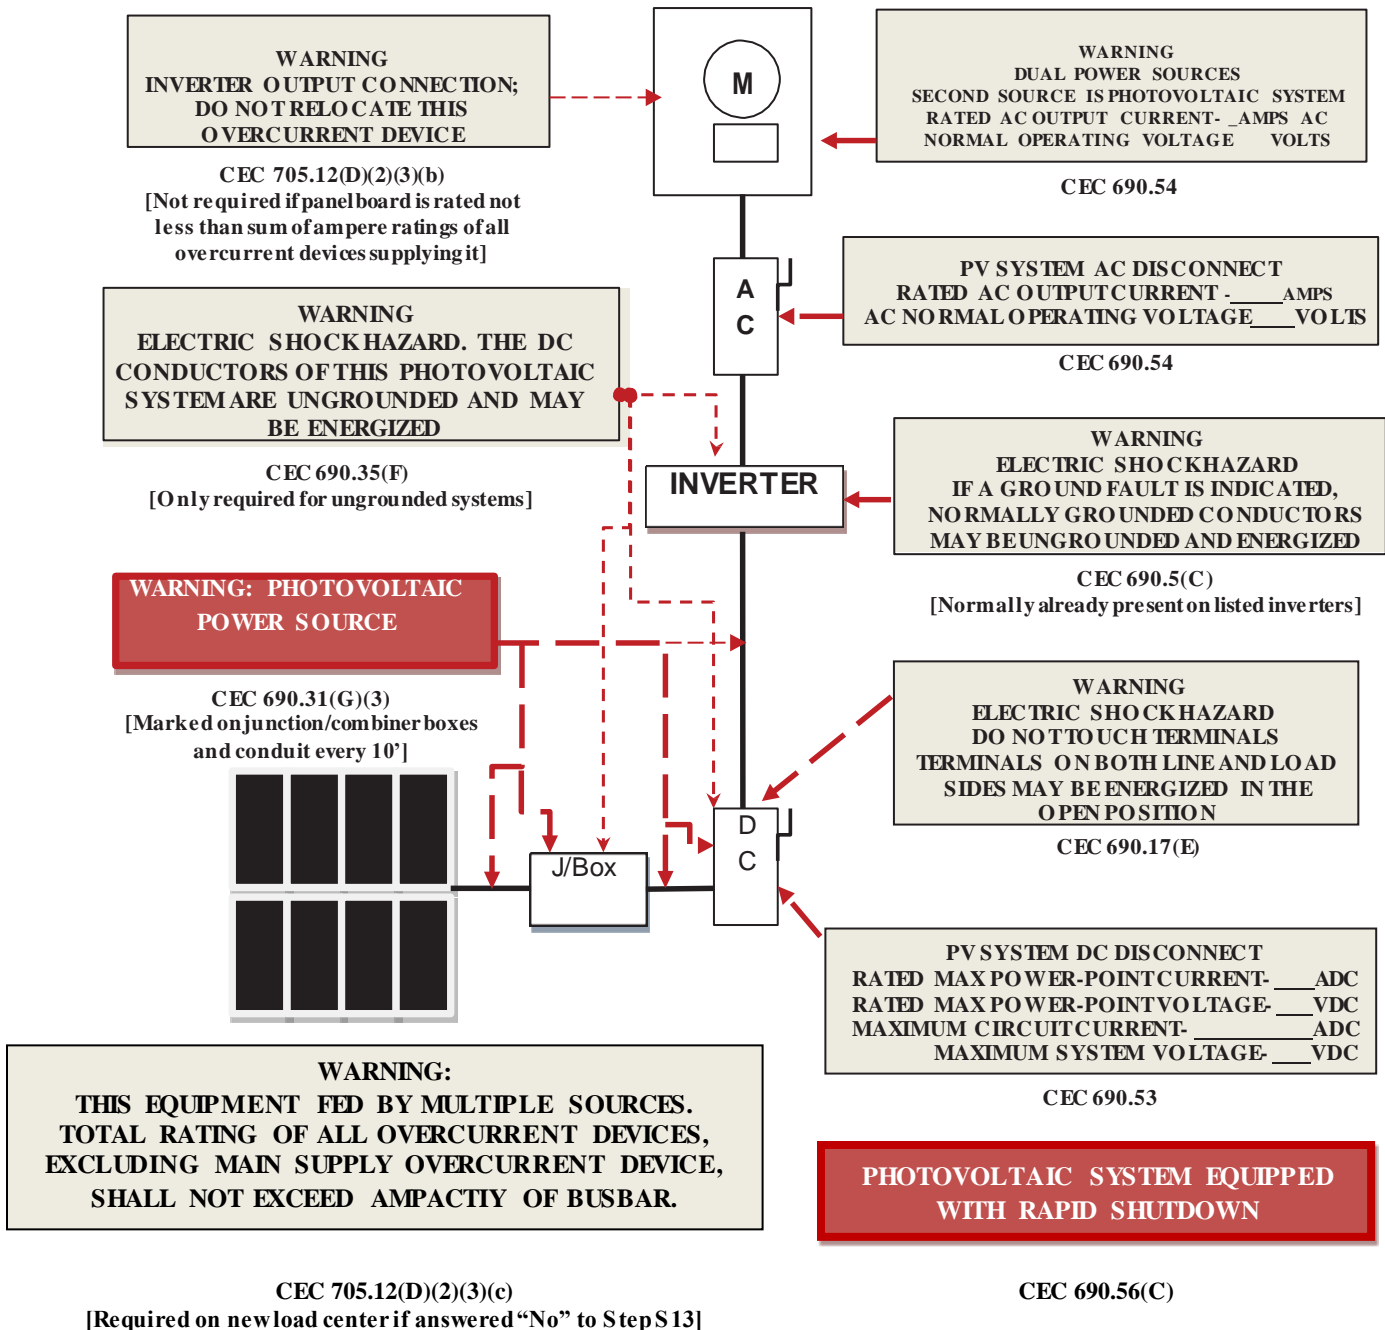 WARNING
INVERTER OUTPUT CONNECTION;
DO NOT RELOCATE THIS
OVERCURRENT DEVICE
CEC 705.12(D)(2)(3)(b)
[Not required if panelboard is rated not
less than sum of ampere ratings of all
overcurrent devices supplying it]
M
WARNING
DUAL POWER SOURCES
SECOND SOURCE IS PHOTOVOLTAIC SYSTEM
RATED AC OUTPUT CURRENT- _AMPS AC
NORMAL OPERATING VOLTAGE VOLTS
CEC 690.54
A
C
PV SYSTEM AC DISCONNECT
RATED AC OUTPUT CURRENT -_____AMPS
AC NORMAL OPERATING VOLTAGE____VOLTS
CEC 690.54
WARNING
ELECTRIC SHOCK HAZARD. THE DC
CONDUCTORS OF THIS PHOTOVOLTAIC
SYSTEM ARE UNGROUNDED AND MAY
BE ENERGIZED
CEC 690.35(F)
[Only required for ungrounded systems]
INVERTER
WARNING
ELECTRIC SHOCK HAZARD
IF A GROUND FAULT IS INDICATED,
NORMALLY GROUNDED CONDUCTORS
MAY BE UNGROUNDED AND ENERGIZED
CEC 690.5(C)
[Normally already present on listed inverters]
WARNING: PHOTOVOLTAIC
POWER SOURCE
CEC 690.31(G)(3)
[Marked on junction/combiner boxes
and conduit every 10’]
WARNING
ELECTRIC SHOCK HAZARD
DO NOT TOUCH TERMINALS
TERMINALS ON BOTH LINE AND LOAD
SIDES MAY BE ENERGIZED IN THE
OPEN POSITION
CEC 690.17(E)
J/Box
D
C
PV SYSTEM DC DISCONNECT
RATED MAX POWER-POINT CURRENT- ____ADC
RATED MAX POWER-POINT VOLTAGE- ____VDC
MAXIMUM CIRCUIT CURRENT- ____________ADC
MAXIMUM SYSTEM VOLTAGE- ____VDC
CEC 690.53
WARNING:
THIS EQUIPMENT FED BY MULTIPLE SOURCES.
TOTAL RATING OF ALL OVERCURRENT DEVICES,
EXCLUDING MAIN SUPPLY OVERCURRENT DEVICE,
SHALL NOT EXCEED AMPACTIY OF BUSBAR.
CEC 705.12(D)(2)(3)(c)
[Required on new load center if answered “No” to Step S13]
PHOTOVOLTAIC SYSTEM EQUIPPED
WITH RAPID SHUTDOWN
CEC 690.56(C)